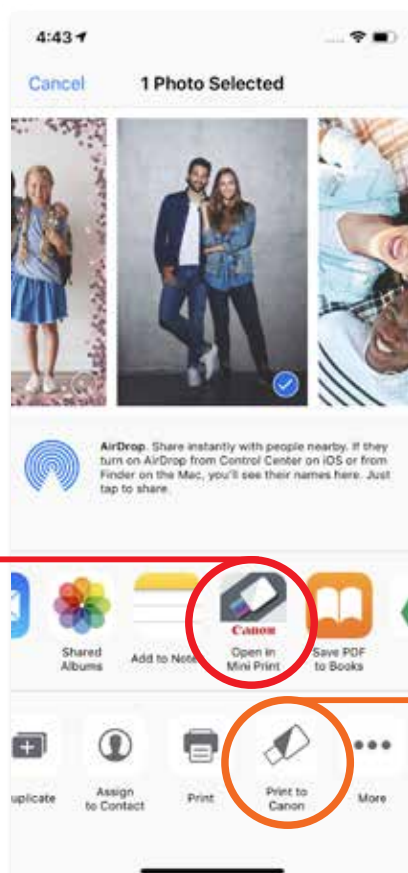 4:43
Cancel
1 Photo Selected
AirDrop. Share instantly with people nearby. If they
turn on AirDrop from Control Center on iOS or from
Finder on the Mac, you'll see their names here. Just
tap to share.
Canon
Shared
Albums
Add to Note
Open in
Mini Print
Save PDF
to Books
uplicate
Assign
to Contact
Print
Print to
Canon
More